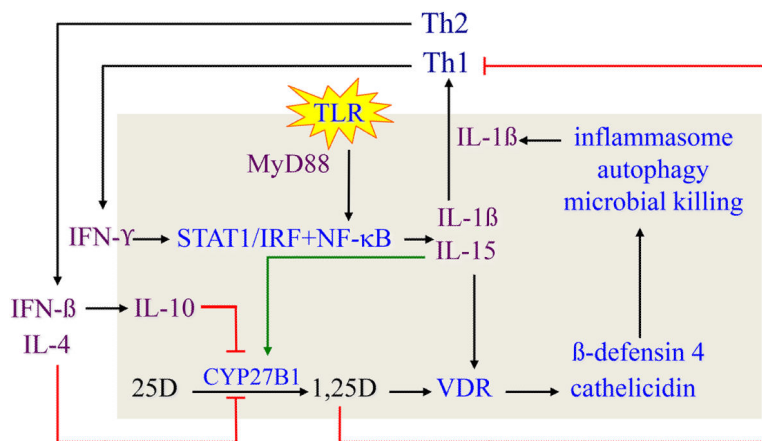 Th2
Th1
TLR
MyD88
IL-1ß
inflammasome
autophagy
microbial killing
IFN-γ
STAT1/IRF+NF-κB
IL-1ß
IL-15
IFN-ß
IL-4
IL-10
25D
CYP27B1
1,25D
VDR
ß-defensin 4
cathelicidin